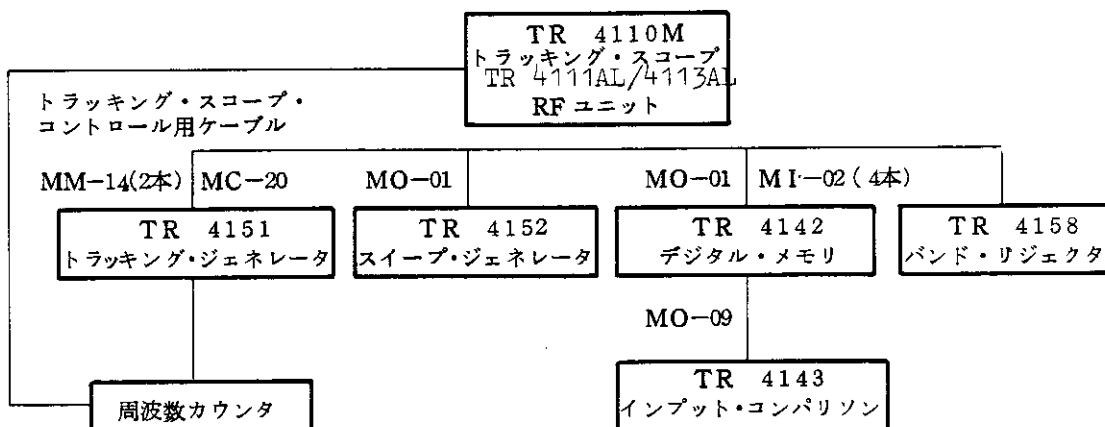 TR 4110M
トラッキング・スコープ
TR 4111AL/4113AL
RFユニット
トラッキング・スコープ・
コントロール用ケーブル
MM-14(2本) MC-20 MO-01 MO-01 MI-02(4本)
TR 4151
トラッキング・ジェネレータ
TR 4152
スイープ・ジェネレータ
TR 4142
デジタル・メモリ
TR 4158
バンド・リジェクタ
MO-09
周波数カウンタ
TR 4143
インプット・コンパリソン